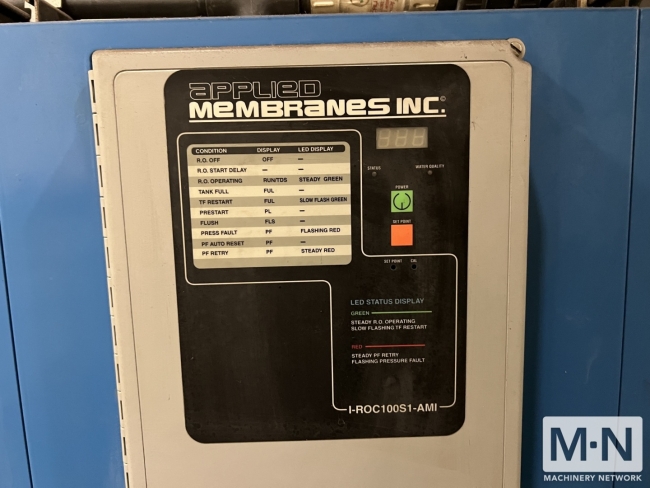 APPLIED
MEMBRANES INC.©
CONDITION DISPLAY LED DISPLAY
R.O. OFF OFF —
R.O. START DELAY — —
R.O. OPERATING RUN/TDS STEADY GREEN
TANK FULL FUL —
TF RESTART FUL SLOW FLASH GREEN
PRESTART PL —
FLUSH FLS —
PRESS FAULT PF FLASHING RED
PF AUTO RESET PF —
PF RETRY PF STEADY RED
STATUS WATER QUALITY
POWER
SET POINT
SET POINT CAL
LED STATUS DISPLAY
GREEN
STEADY R.O. OPERATING
SLOW FLASHING TF RESTART
RED
STEADY PF RETRY
FLASHING PRESSURE FAULT
I-ROC100S1-AMI
M·N
MACHINERY NETWORK